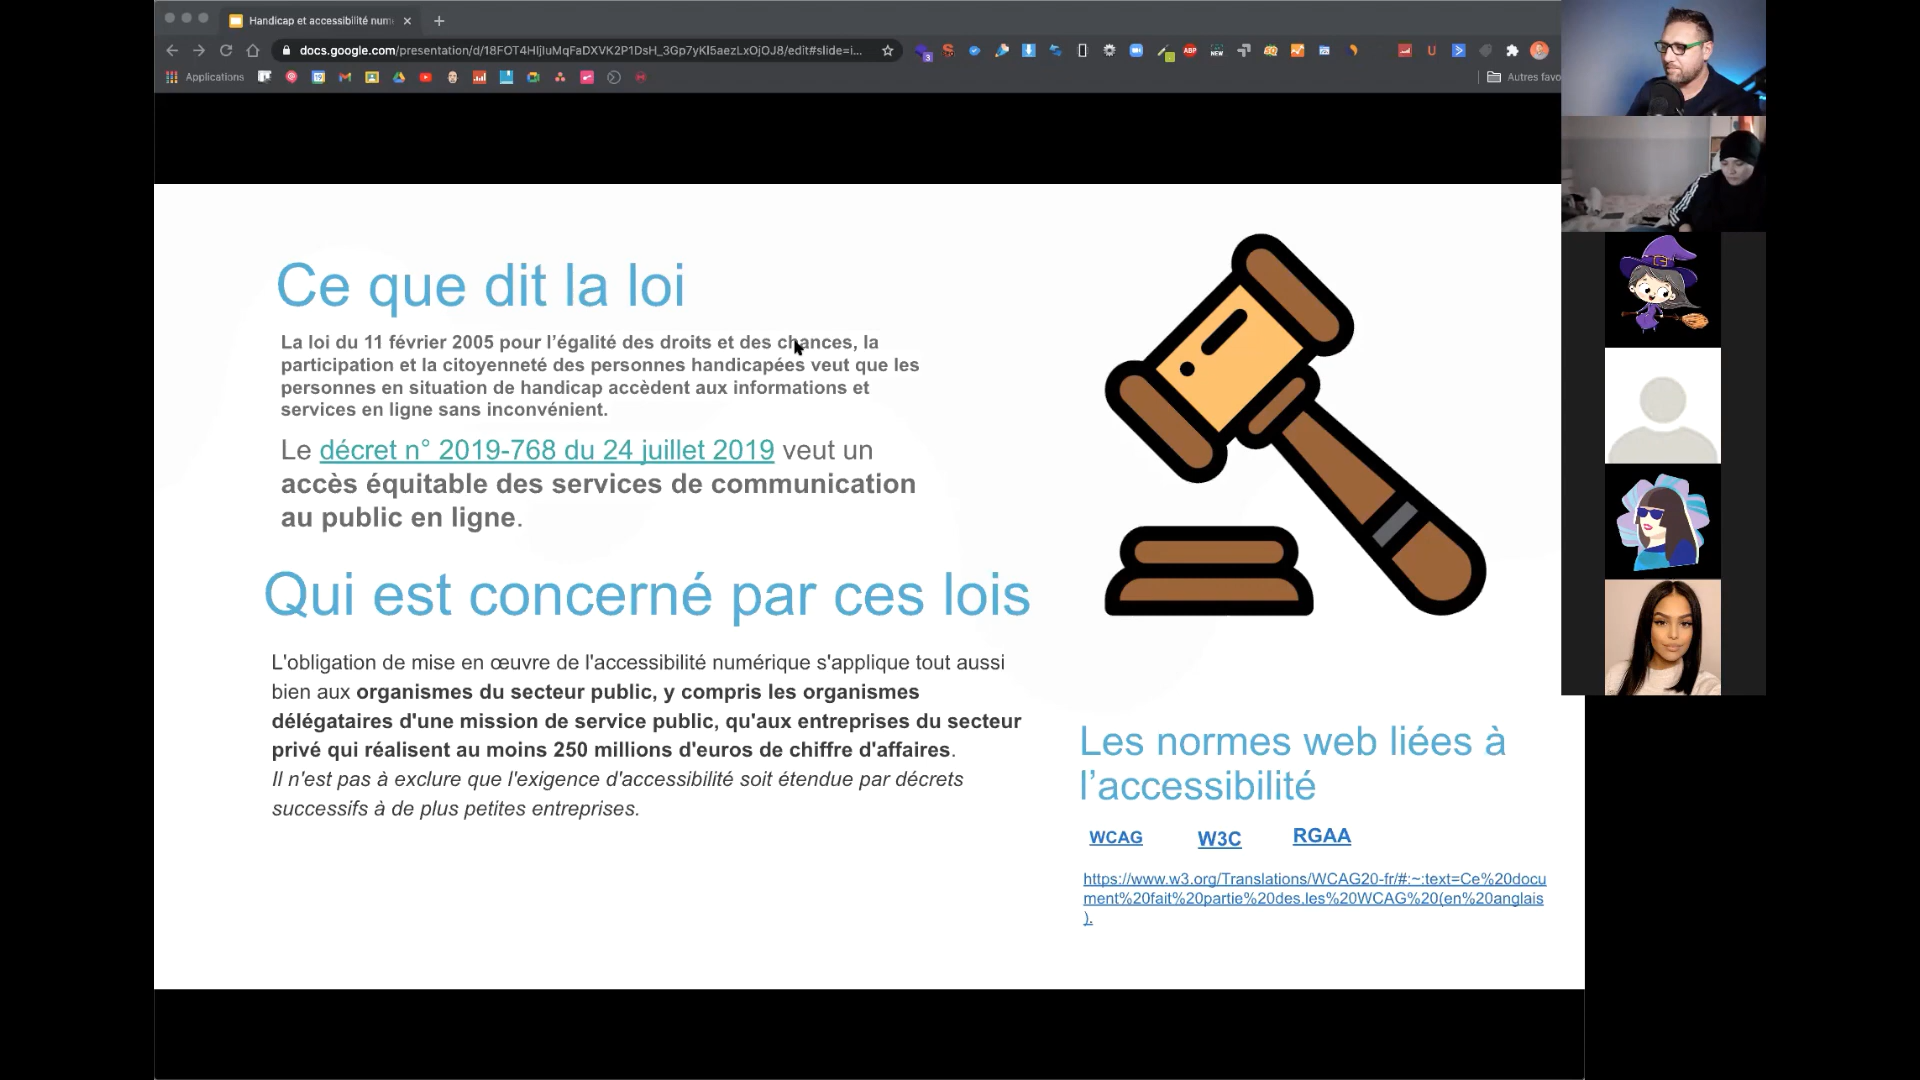 Handicap et accessibilité num
docs.google.com/presentation/d/18FOT4HIjIuMqFaDXVK2P1DsH_3Gp7yKI5aezLxOjOJ8/edit#slide=i...
3
ABP
NEW
Applications
Autres favo
Ce que dit la loi
La loi du 11 février 2005 pour l’égalité des droits et des chances, la
participation et la citoyenneté des personnes handicapées veut que les
personnes en situation de handicap accèdent aux informations et
services en ligne sans inconvénient.
Le décret n° 2019-768 du 24 juillet 2019 veut un
accès équitable des services de communication
au public en ligne.
Qui est concerné par ces lois
L'obligation de mise en œuvre de l'accessibilité numérique s'applique tout aussi
bien aux organismes du secteur public, y compris les organismes
délégataires d'une mission de service public, qu'aux entreprises du secteur
privé qui réalisent au moins 250 millions d'euros de chiffre d'affaires.
Il n'est pas à exclure que l'exigence d'accessibilité soit étendue par décrets
successifs à de plus petites entreprises.
Les normes web liées à
l’accessibilité
WCAG W3C RGAA
https://www.w3.org/Translations/WCAG20-fr/#:~:text=Ce%20docu
ment%20fait%20partie%20des,les%20WCAG%20(en%20anglais
).